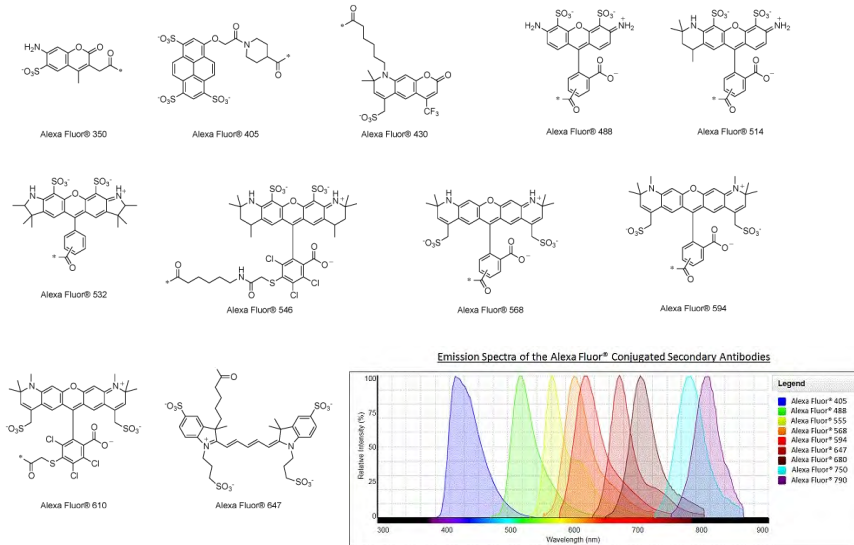 Alexa Fluor® 350
Alexa Fluor® 405
Alexa Fluor® 430
Alexa Fluor® 488
Alexa Fluor® 514
Alexa Fluor® 532
Alexa Fluor® 546
Alexa Fluor® 568
Alexa Fluor® 594
Alexa Fluor® 610
Alexa Fluor® 647
Emission Spectra of the Alexa Fluor® Conjugated Secondary Antibodies
Relative Intensity (%)
100
75
50
25
0
300 400 500 600 700 800 900
Wavelength (nm)
Legend
Alexa Fluor® 405
Alexa Fluor® 488
Alexa Fluor® 555
Alexa Fluor® 568
Alexa Fluor® 594
Alexa Fluor® 647
Alexa Fluor® 680
Alexa Fluor® 750
Alexa Fluor® 790